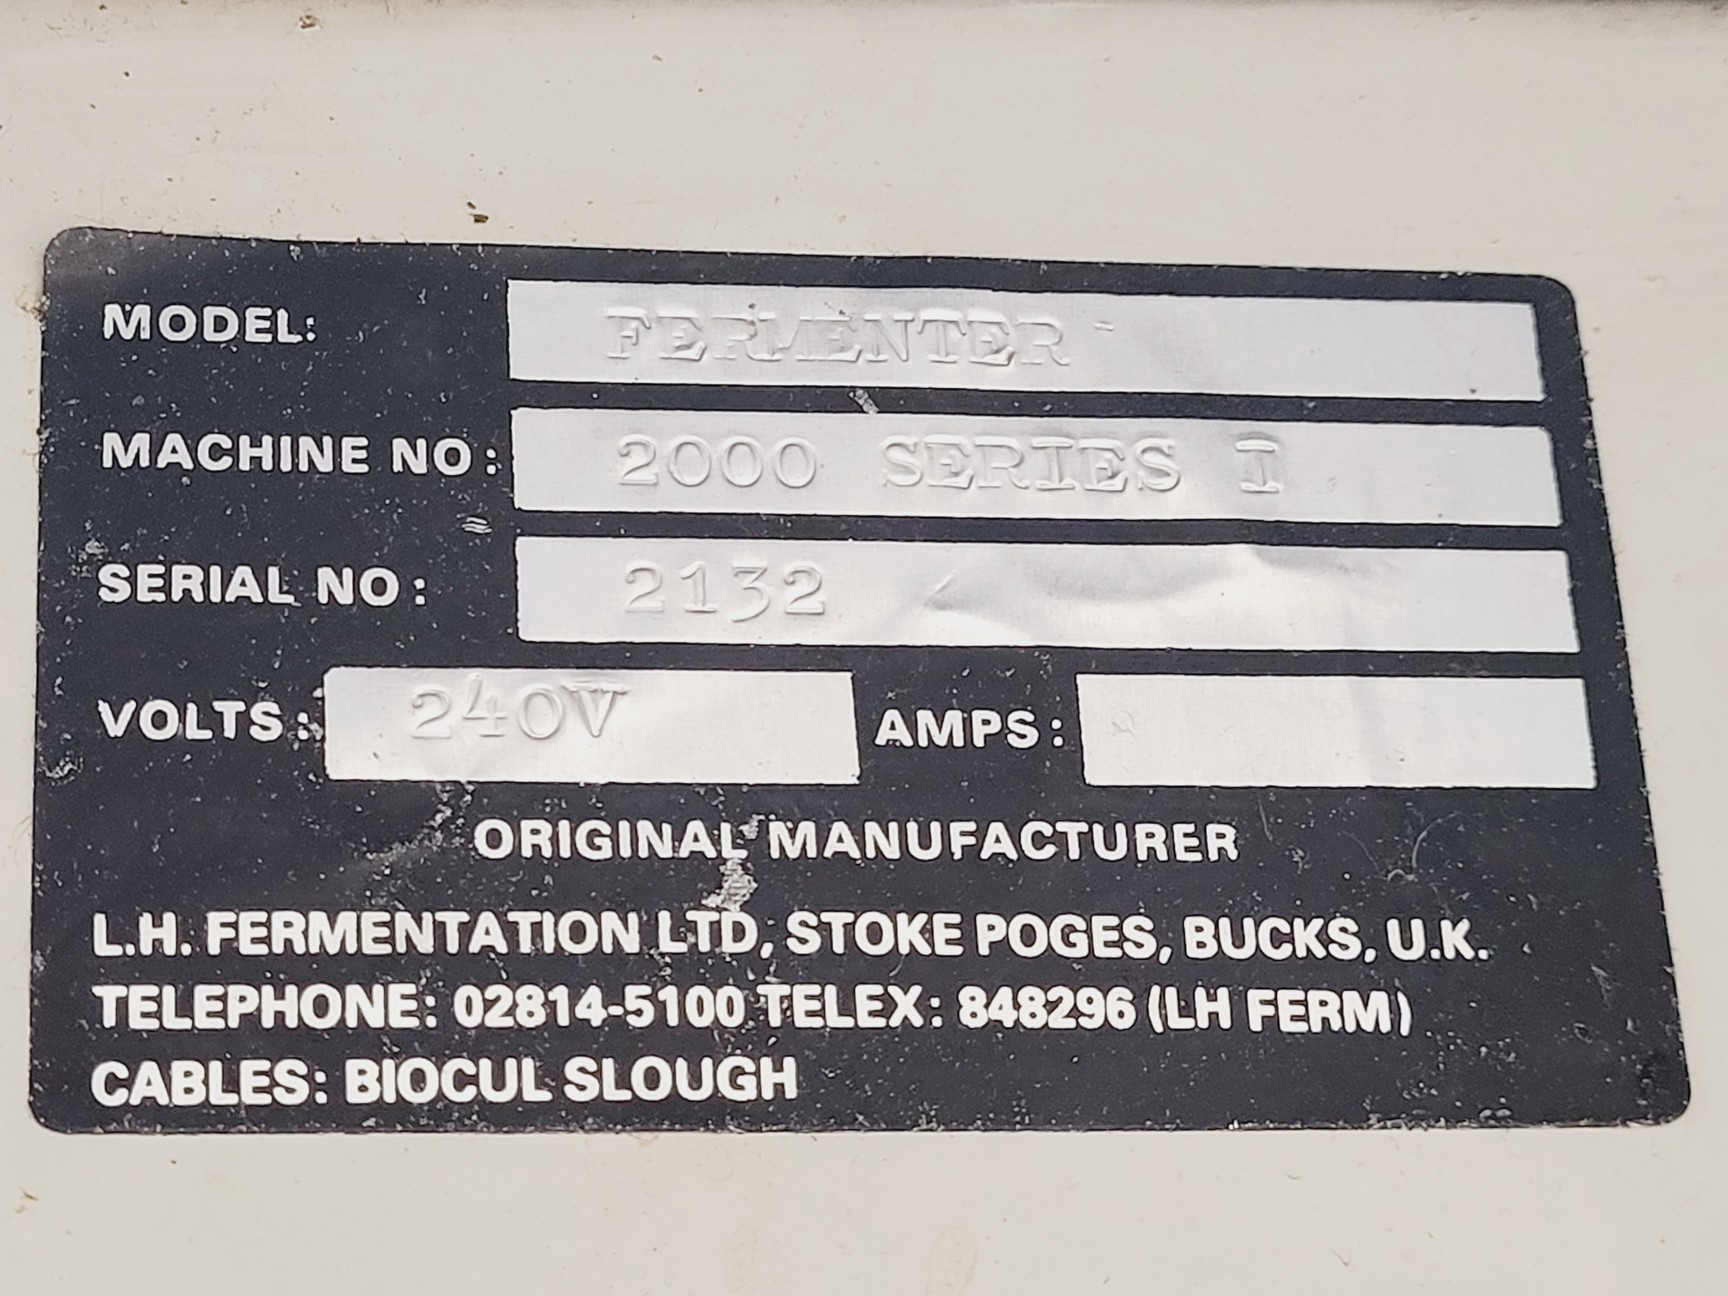 MODEL: FERMENTER -
MACHINE NO: 2000 SERIES I
SERIAL NO: 2132
VOLTS: 240V AMPS:
ORIGINAL MANUFACTURER
L.H. FERMENTATION LTD, STOKE POGES, BUCKS, U.K.
TELEPHONE: 02814-5100 TELEX: 848296 (LH FERM)
CABLES: BIOCUL SLOUGH